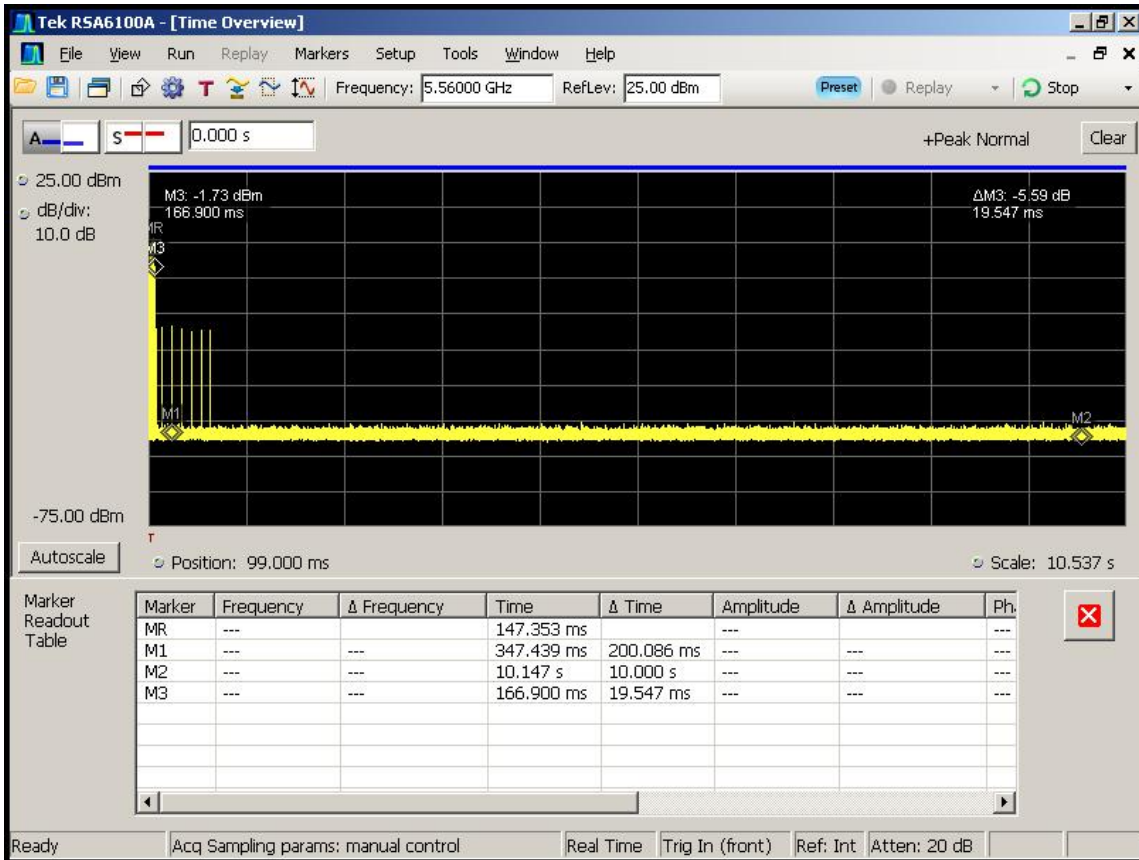 Tek RSA6100A - [Time Overview]
File View Run Replay Markers Setup Tools Window Help
T Frequency: 5.56000 GHz RefLev: 25.00 dBm Preset Replay Stop
A S 0.000 s +Peak Normal Clear
25.00 dBm
dB/div:
10.0 dB
M3: -1.73 dBm
166.900 ms
ΔM3: -5.59 dB
19.547 ms
MR
M3
M1
M2
-75.00 dBm
T
Autoscale Position: 99.000 ms Scale: 10.537 s
Marker
Readout
Table
Marker Frequency Δ Frequency Time Δ Time Amplitude Δ Amplitude Ph
MR --- 147.353 ms --- ---
M1 --- --- 347.439 ms 200.086 ms --- --- ---
M2 --- --- 10.147 s 10.000 s --- --- ---
M3 --- --- 166.900 ms 19.547 ms --- --- ---
Ready Acq Sampling params: manual control Real Time Trig In (front) Ref: Int Atten: 20 dB